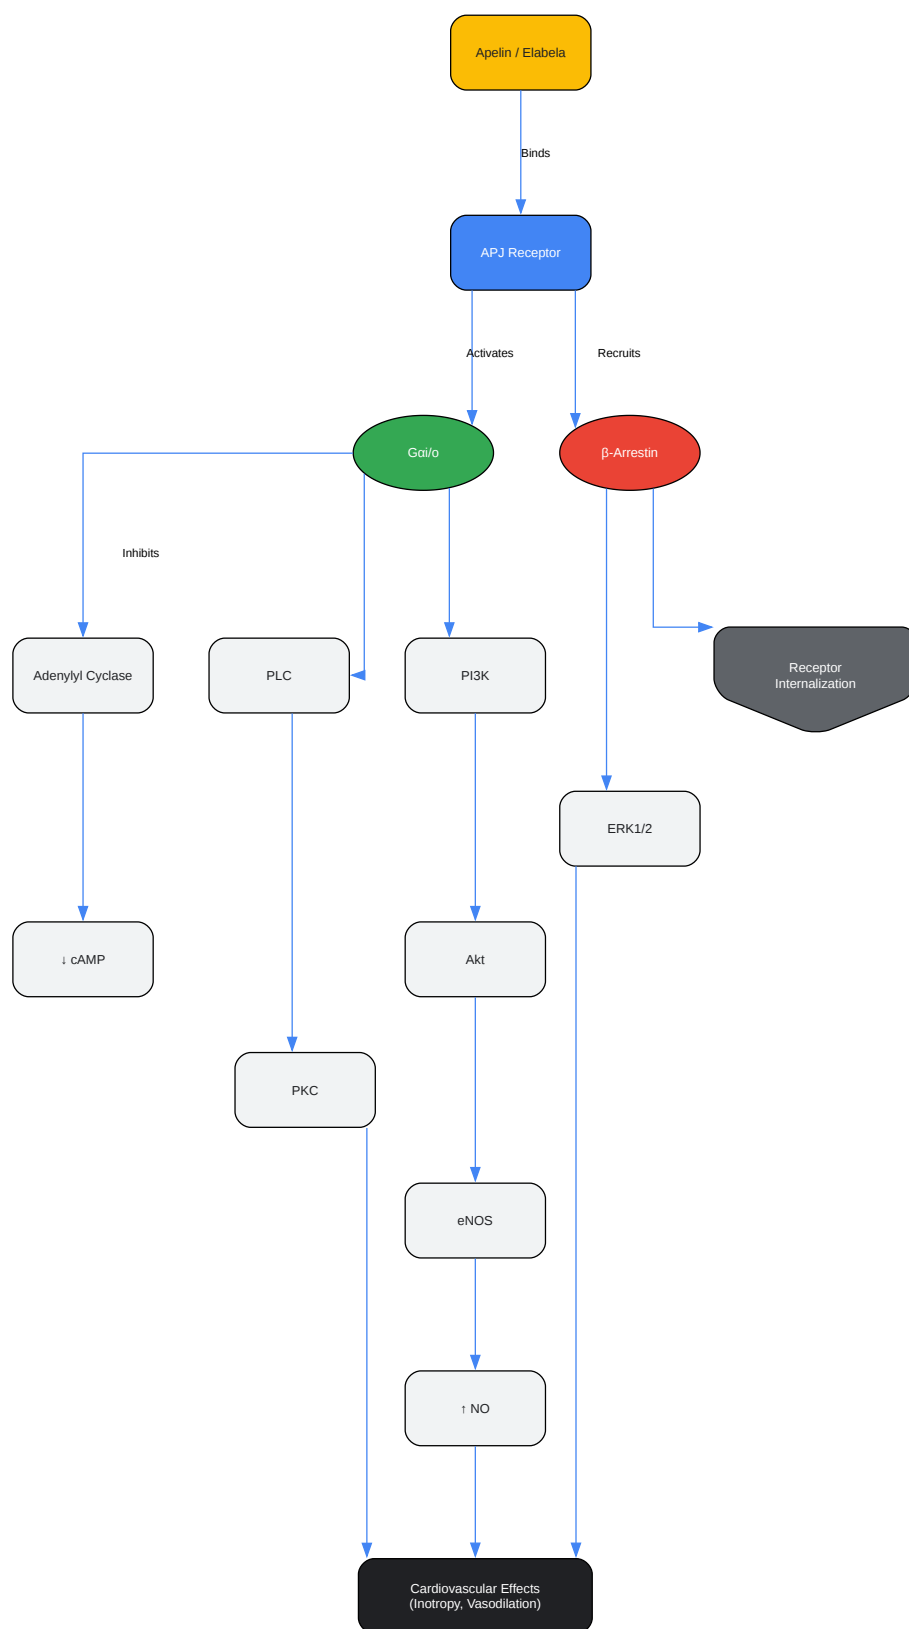 Apelin / Elabela
Binds
APJ Receptor
Activates
Recruits
Gαi/o
β-Arrestin
Inhibits
Adenylyl Cyclase
PLC
PI3K
Receptor
Internalization
ERK1/2
↓ cAMP
Akt
PKC
eNOS
↑ NO
Cardiovascular Effects
(Inotropy, Vasodilation)